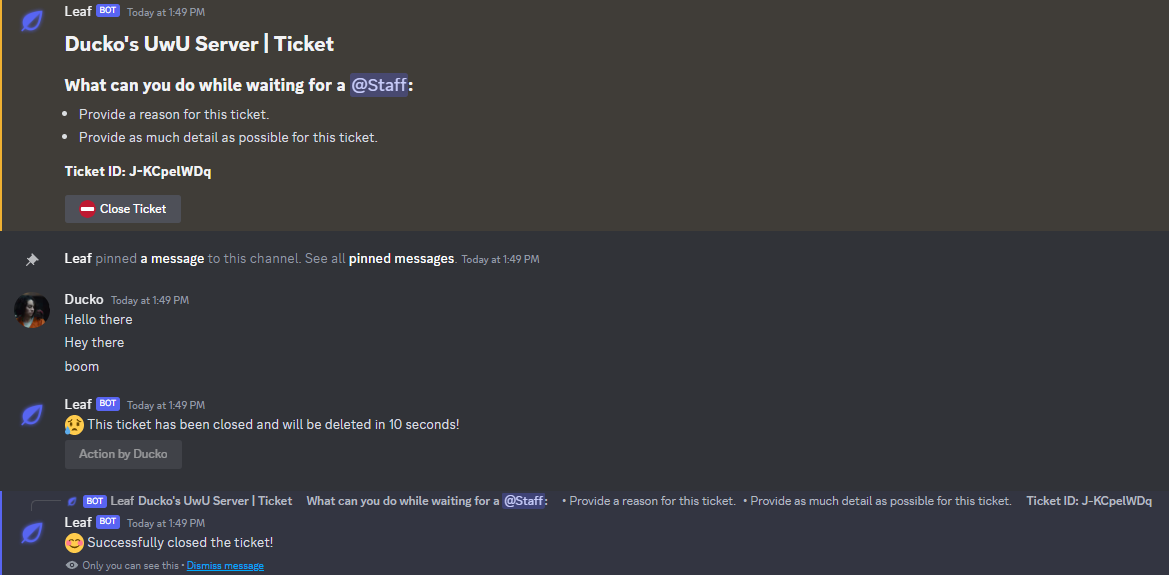 Leaf BOT Today at 1:49 PM
Ducko's UwU Server | Ticket
What can you do while waiting for a @Staff:
• Provide a reason for this ticket.
• Provide as much detail as possible for this ticket.
Ticket ID: J-KCpelWDq
Close Ticket
Leaf pinned a message to this channel. See all pinned messages. Today at 1:49 PM
Ducko Today at 1:49 PM
Hello there
Hey there
boom
Leaf BOT Today at 1:49 PM
😥 This ticket has been closed and will be deleted in 10 seconds!
Action by Ducko
BOT Leaf Ducko's UwU Server | Ticket What can you do while waiting for a @Staff: • Provide a reason for this ticket. • Provide as much detail as possible for this ticket. Ticket ID: J-KCpelWDq
Leaf BOT Today at 1:49 PM
😊 Successfully closed the ticket!
Only you can see this • Dismiss message